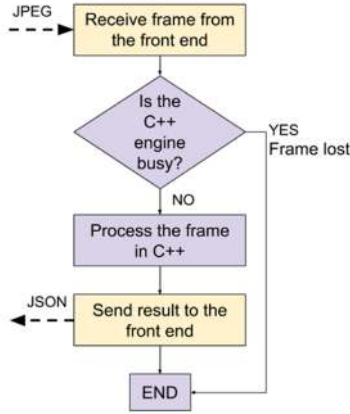 JPEG
Receive frame from
the front end
Is the
C++
engine
busy?
YES
Frame lost
NO
Process the frame
in C++
JSON
Send result to the
front end
END